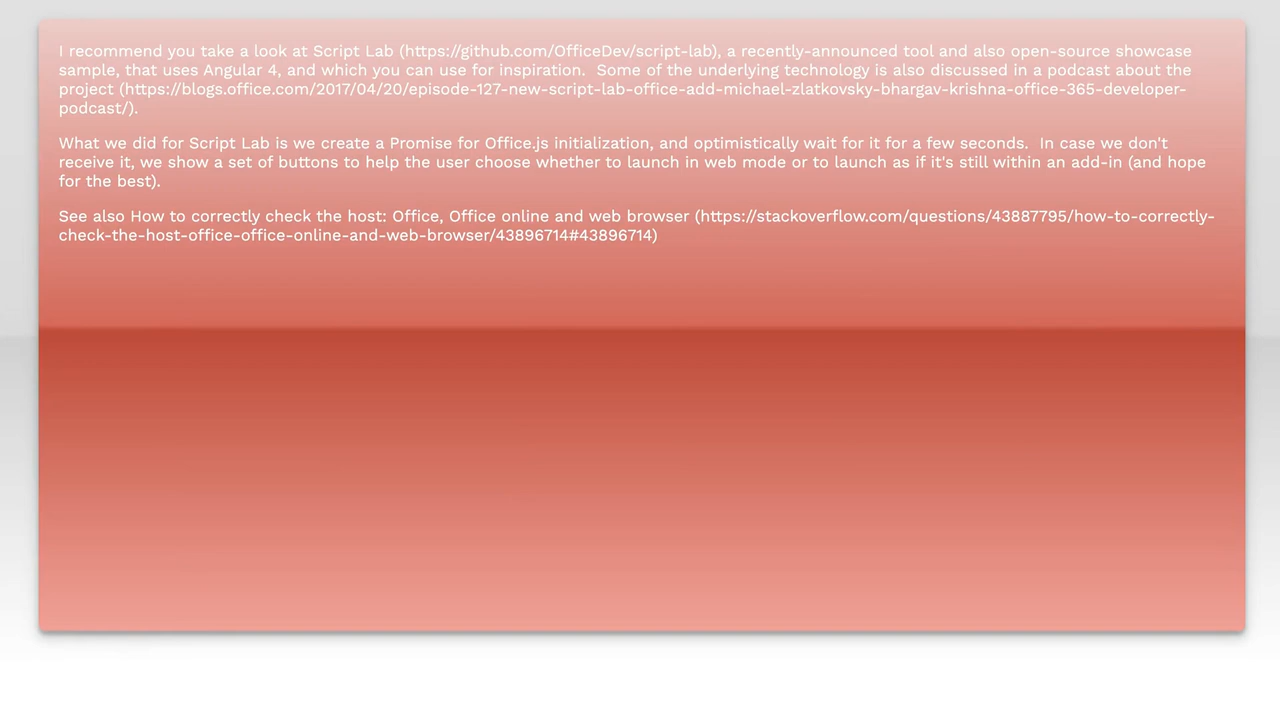 I recommend you take a look at Script Lab (https://github.com/OfficeDev/script-lab), a recently-announced tool and also open-source showcase
sample, that uses Angular 4, and which you can use for inspiration.  Some of the underlying technology is also discussed in a podcast about the
project (https://blogs.office.com/2017/04/20/episode-127-new-script-lab-office-add-michael-zlatkovsky-bhargav-krishna-office-365-developer-
podcast/).
What we did for Script Lab is we create a Promise for Office.js initialization, and optimistically wait for it for a few seconds.  In case we don't
receive it, we show a set of buttons to help the user choose whether to launch in web mode or to launch as if it's still within an add-in (and hope
for the best).
See also How to correctly check the host: Office, Office online and web browser (https://stackoverflow.com/questions/43887795/how-to-correctly-
check-the-host-office-office-online-and-web-browser/43896714#43896714)